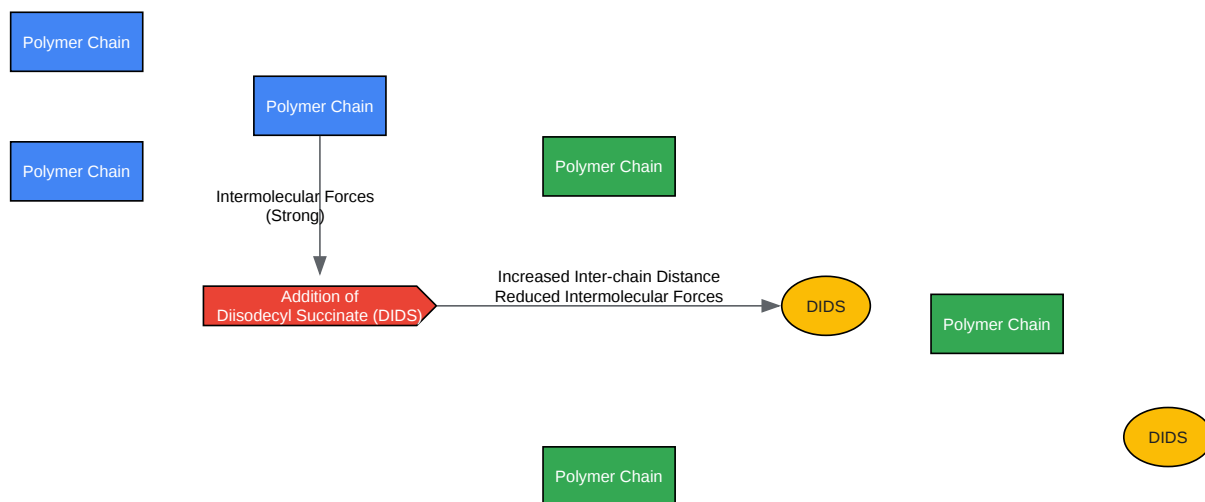 Polymer Chain
Polymer Chain
Polymer Chain
Intermolecular Forces
(Strong)
Addition of
Diisodecyl Succinate (DIDS)
Polymer Chain
Increased Inter-chain Distance
Reduced Intermolecular Forces
DIDS
Polymer Chain
DIDS
Polymer Chain